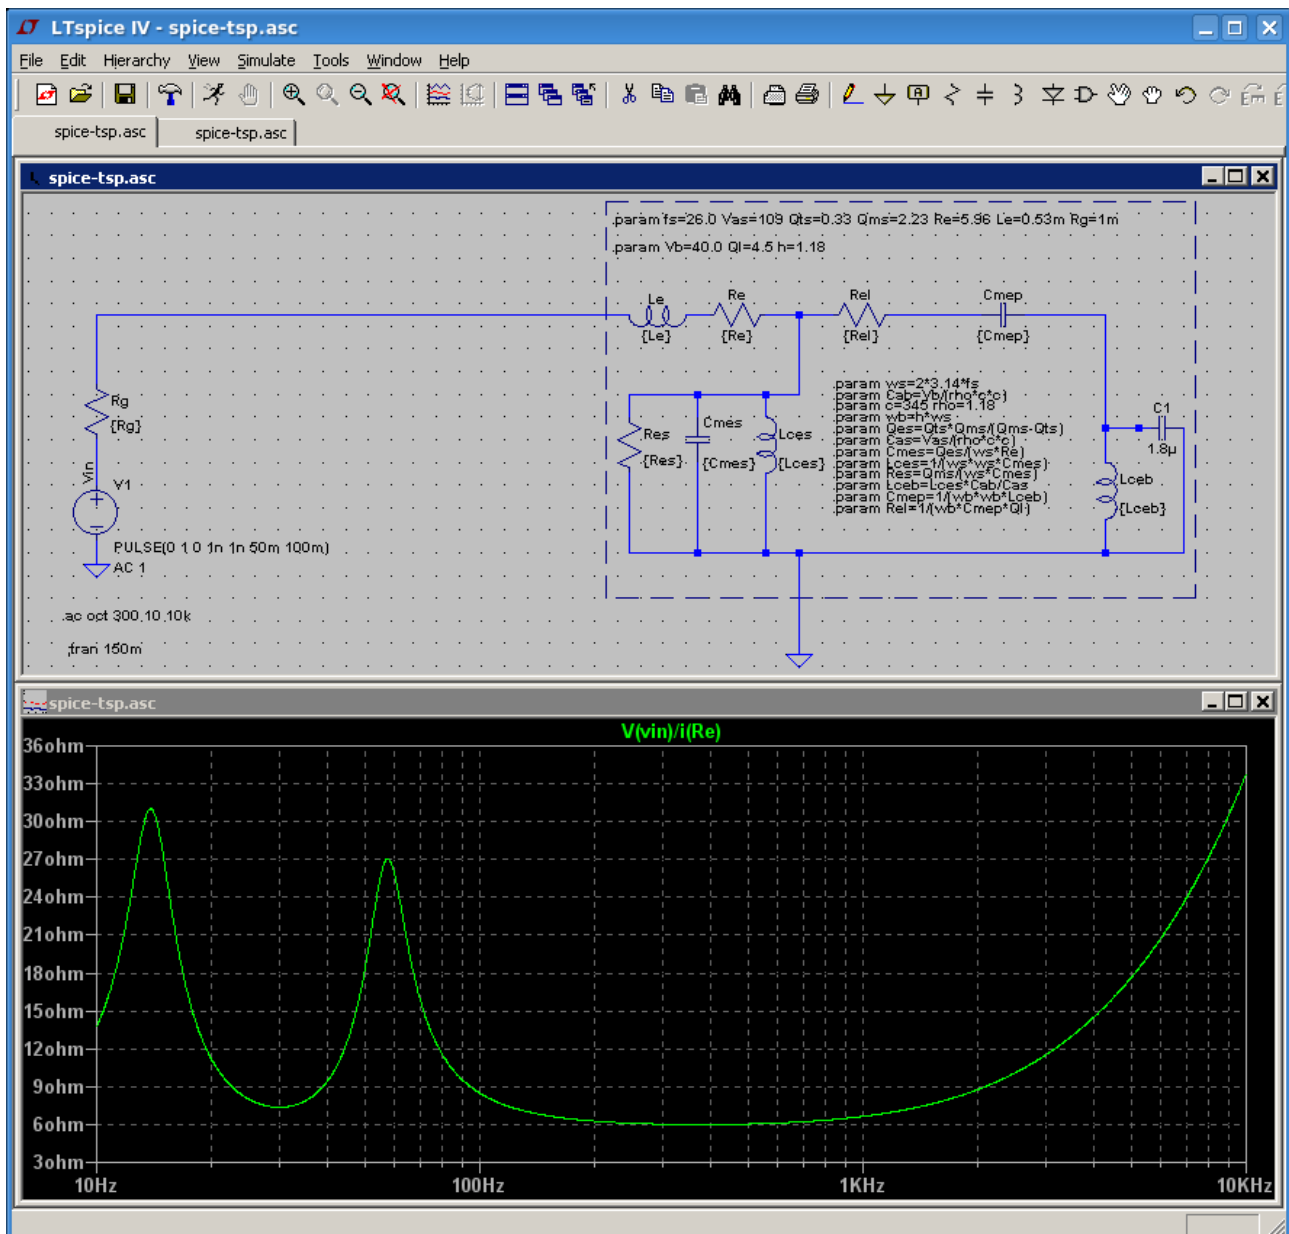 LTspice IV - spice-tsp.asc
File Edit Hierarchy View Simulate Tools Window Help
spice-tsp.asc spice-tsp.asc
spice-tsp.asc
.param fs=26.0 Vas=109 Qts=0.33 Qms=2.23 Re=5.96 Le=0.53m Rg=1m
.param Vb=40.0 Ql=4.5 h=1.18
Le Re Rel Cmep
{Le} {Re} {Rel} {Cmep}
Rg
{Rg}
Vin
V1
PULSE(0 1 0 1n 1n 50m 100m)
AC 1
.ac oct 300 10 10k
;tran 150m
Res Cmes Lces
{Res} {Cmes} {Lces}
.param ws=2*3.14*fs
.param Cab=Vb/(rho*c*c)
.param c=345 rho=1.18
.param wb=h*ws
.param Qes=Qts*Qms/(Qms-Qts)
.param Cas=Vas/(rho*c*c)
.param Cmes=Qes/(ws*Re)
.param Lces=1/(ws*ws*Cmes)
.param Res=Qms/(ws*Cmes)
.param Lceb=Lces*Cab/Cas
.param Cmep=1/(wb*wb*Lceb)
.param Rel=1/(wb*Cmep*Ql)
C1
1.8µ
Lceb
{Lceb}
spice-tsp.asc
V(vin)/i(Re)
36ohm
33ohm
30ohm
27ohm
24ohm
21ohm
18ohm
15ohm
12ohm
9ohm
6ohm
3ohm
10Hz 100Hz 1KHz 10KHz